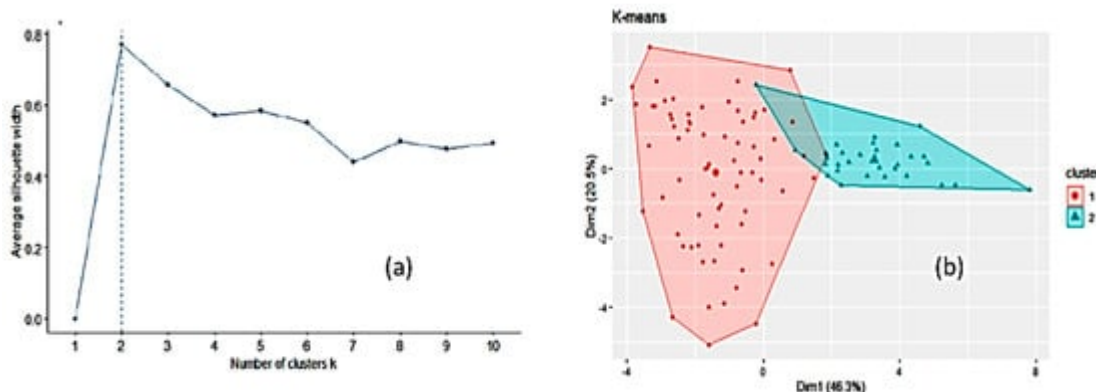 0.8
0.6
0.4
0.2
0.0
Average silhouette width
1 2 3 4 5 6 7 8 9 10
Number of clusters k
(a)
K-means
2
0
-2
-4
Dim2 (20.5%)
-4 0 4 8
Dim1 (46.3%)
(b)
cluster
1
2